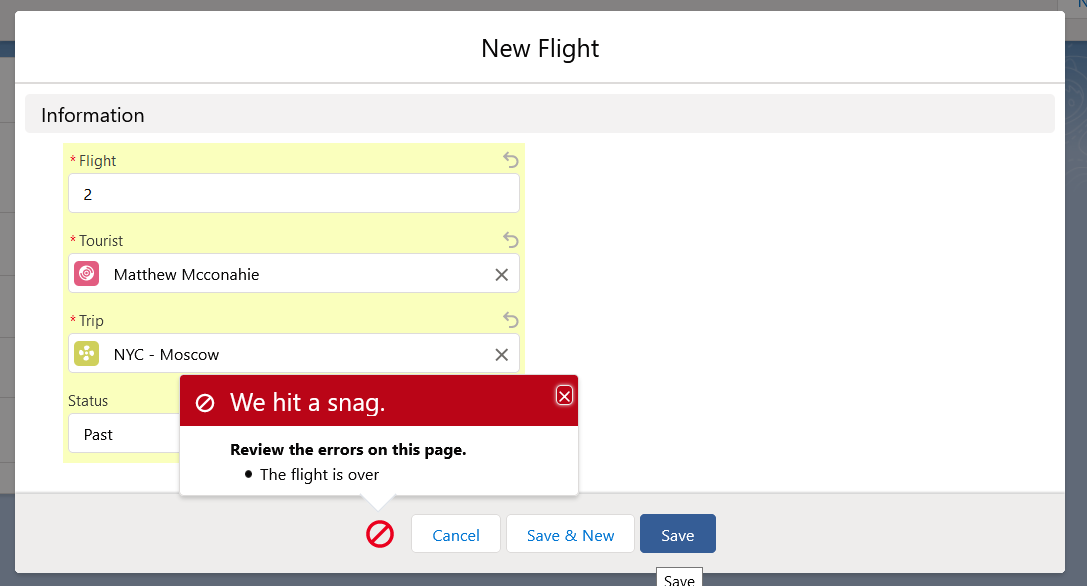 New Flight
Information
* Flight
2
* Tourist
Matthew Mcconahie
* Trip
NYC - Moscow
Status
Past
We hit a snag.
Review the errors on this page.
• The flight is over
Cancel
Save & New
Save
Save